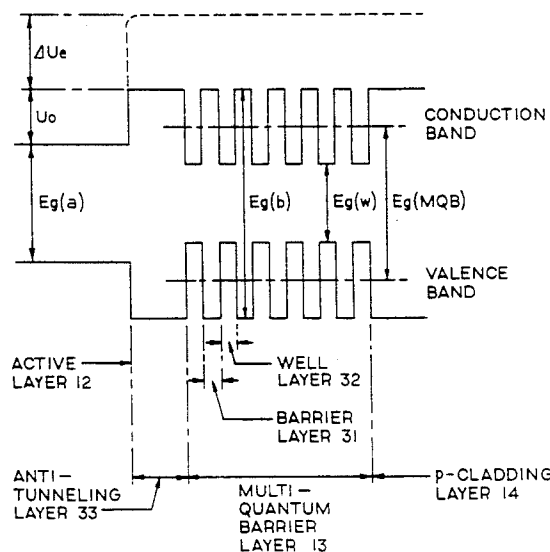 ΔUe
Uo
CONDUCTION
BAND
Eg(a)
Eg(b)
Eg(w)
Eg(MQB)
VALENCE
BAND
ACTIVE
LAYER 12
WELL
LAYER 32
BARRIER
LAYER 31
ANTI-
TUNNELING
LAYER 33
MULTI-
QUANTUM
BARRIER
LAYER 13
p-CLADDING
LAYER 14